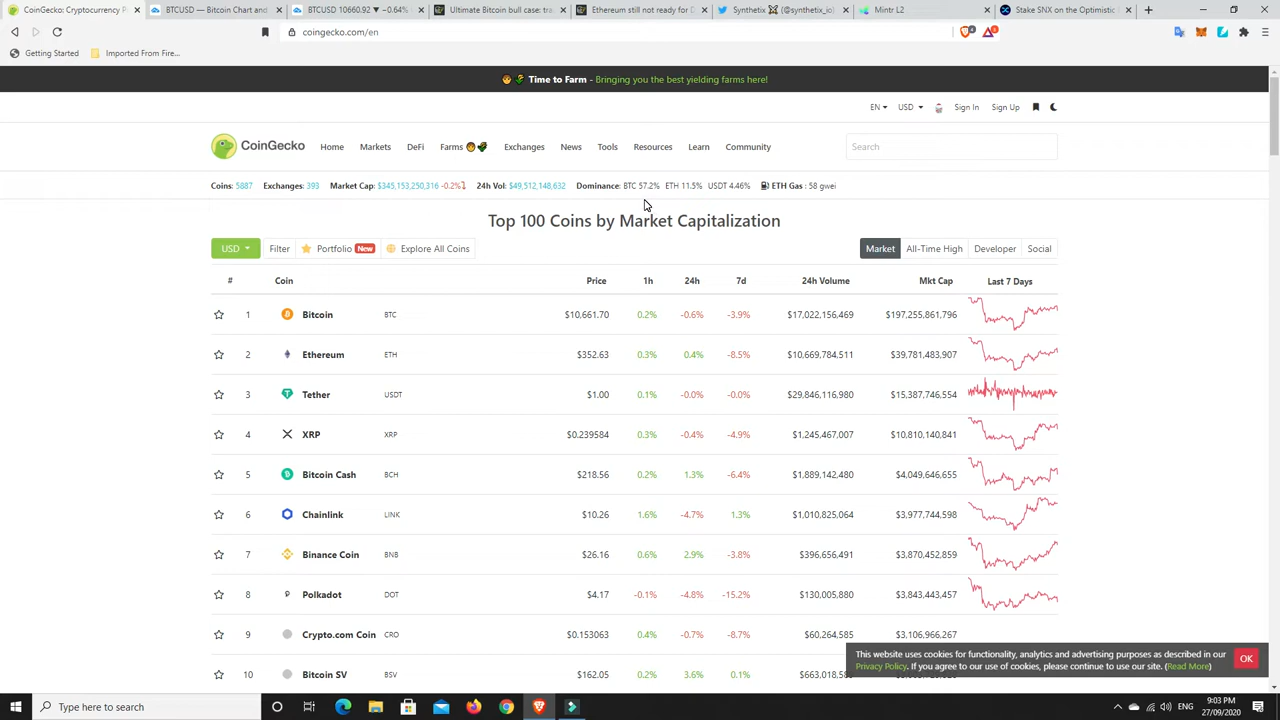 CoinGecko: Cryptocurrency Pr
BTCUSD — Bitcoin Chart and
BTCUSD 10660.92 ▼ −0.64%
Ultimate Bitcoin bull case: tra
Ethereum still not ready for D
Synthetix (@synthetix_io)
Mintr L2
Stake SNX on the Optimistic
coingecko.com/en
Getting Started Imported From Fire...
Time to Farm - Bringing you the best yielding farms here!
EN USD Sign In Sign Up
CoinGecko Home Markets DeFi Farms Exchanges News Tools Resources Learn Community Search
Coins: 5887 Exchanges: 393 Market Cap: $345,153,250,316 -0.2% 24h Vol: $49,512,148,632 Dominance: BTC 57.2% ETH 11.5% USDT 4.46% ETH Gas : 58 gwei
Top 100 Coins by Market Capitalization
USD Filter Portfolio New Explore All Coins Market All-Time High Developer Social
# Coin Price 1h 24h 7d 24h Volume Mkt Cap Last 7 Days
1 Bitcoin BTC $10,661.70 0.2% -0.6% -3.9% $17,022,156,469 $197,255,861,796
2 Ethereum ETH $352.63 0.3% 0.4% -8.5% $10,669,784,511 $39,781,483,907
3 Tether USDT $1.00 0.1% -0.0% -0.0% $29,846,116,980 $15,387,746,554
4 XRP XRP $0.239584 0.3% -0.4% -4.9% $1,245,467,007 $10,810,140,841
5 Bitcoin Cash BCH $218.56 0.2% 1.3% -6.4% $1,889,142,480 $4,049,646,655
6 Chainlink LINK $10.26 1.6% -4.7% 1.3% $1,010,825,064 $3,977,744,598
7 Binance Coin BNB $26.16 0.6% 2.9% -3.8% $396,656,491 $3,870,452,859
8 Polkadot DOT $4.17 -0.1% -4.8% -15.2% $130,005,880 $3,843,443,457
9 Crypto.com Coin CRO $0.153063 0.4% -0.7% -8.7% $60,264,585 $3,106,966,267
10 Bitcoin SV BSV $162.05 0.2% 3.6% 0.1%
This website uses cookies for functionality, analytics and advertising purposes as described in our
Privacy Policy. If you agree to our use of cookies, please continue to use our site. (Read More)
OK
Type here to search
ENG
9:03 PM
27/09/2020